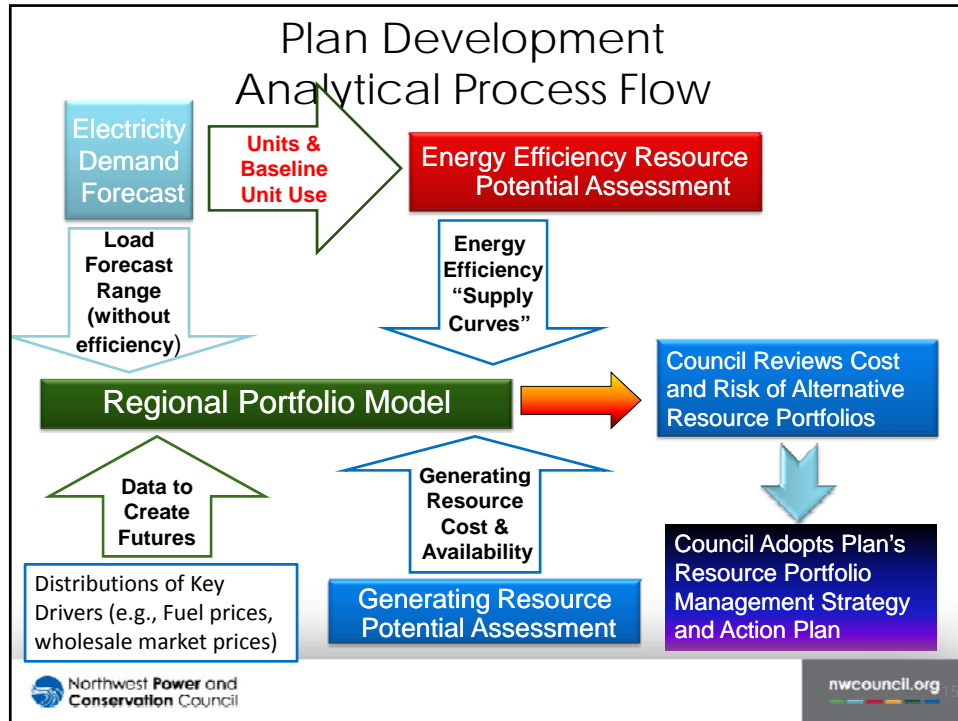 Plan Development
Analytical Process Flow
Electricity
Demand
Forecast
Units &
Baseline
Unit Use
Energy Efficiency Resource
Potential Assessment
Load
Forecast
Range
(without
efficiency)
Energy
Efficiency
“Supply
Curves”
Regional Portfolio Model
Council Reviews Cost
and Risk of Alternative
Resource Portfolios
Data to
Create
Futures
Generating
Resource
Cost &
Availability
Distributions of Key
Drivers (e.g., Fuel prices,
wholesale market prices)
Generating Resource
Potential Assessment
Council Adopts Plan’s
Resource Portfolio
Management Strategy
and Action Plan
Northwest Power and
Conservation Council
nwcouncil.org
15